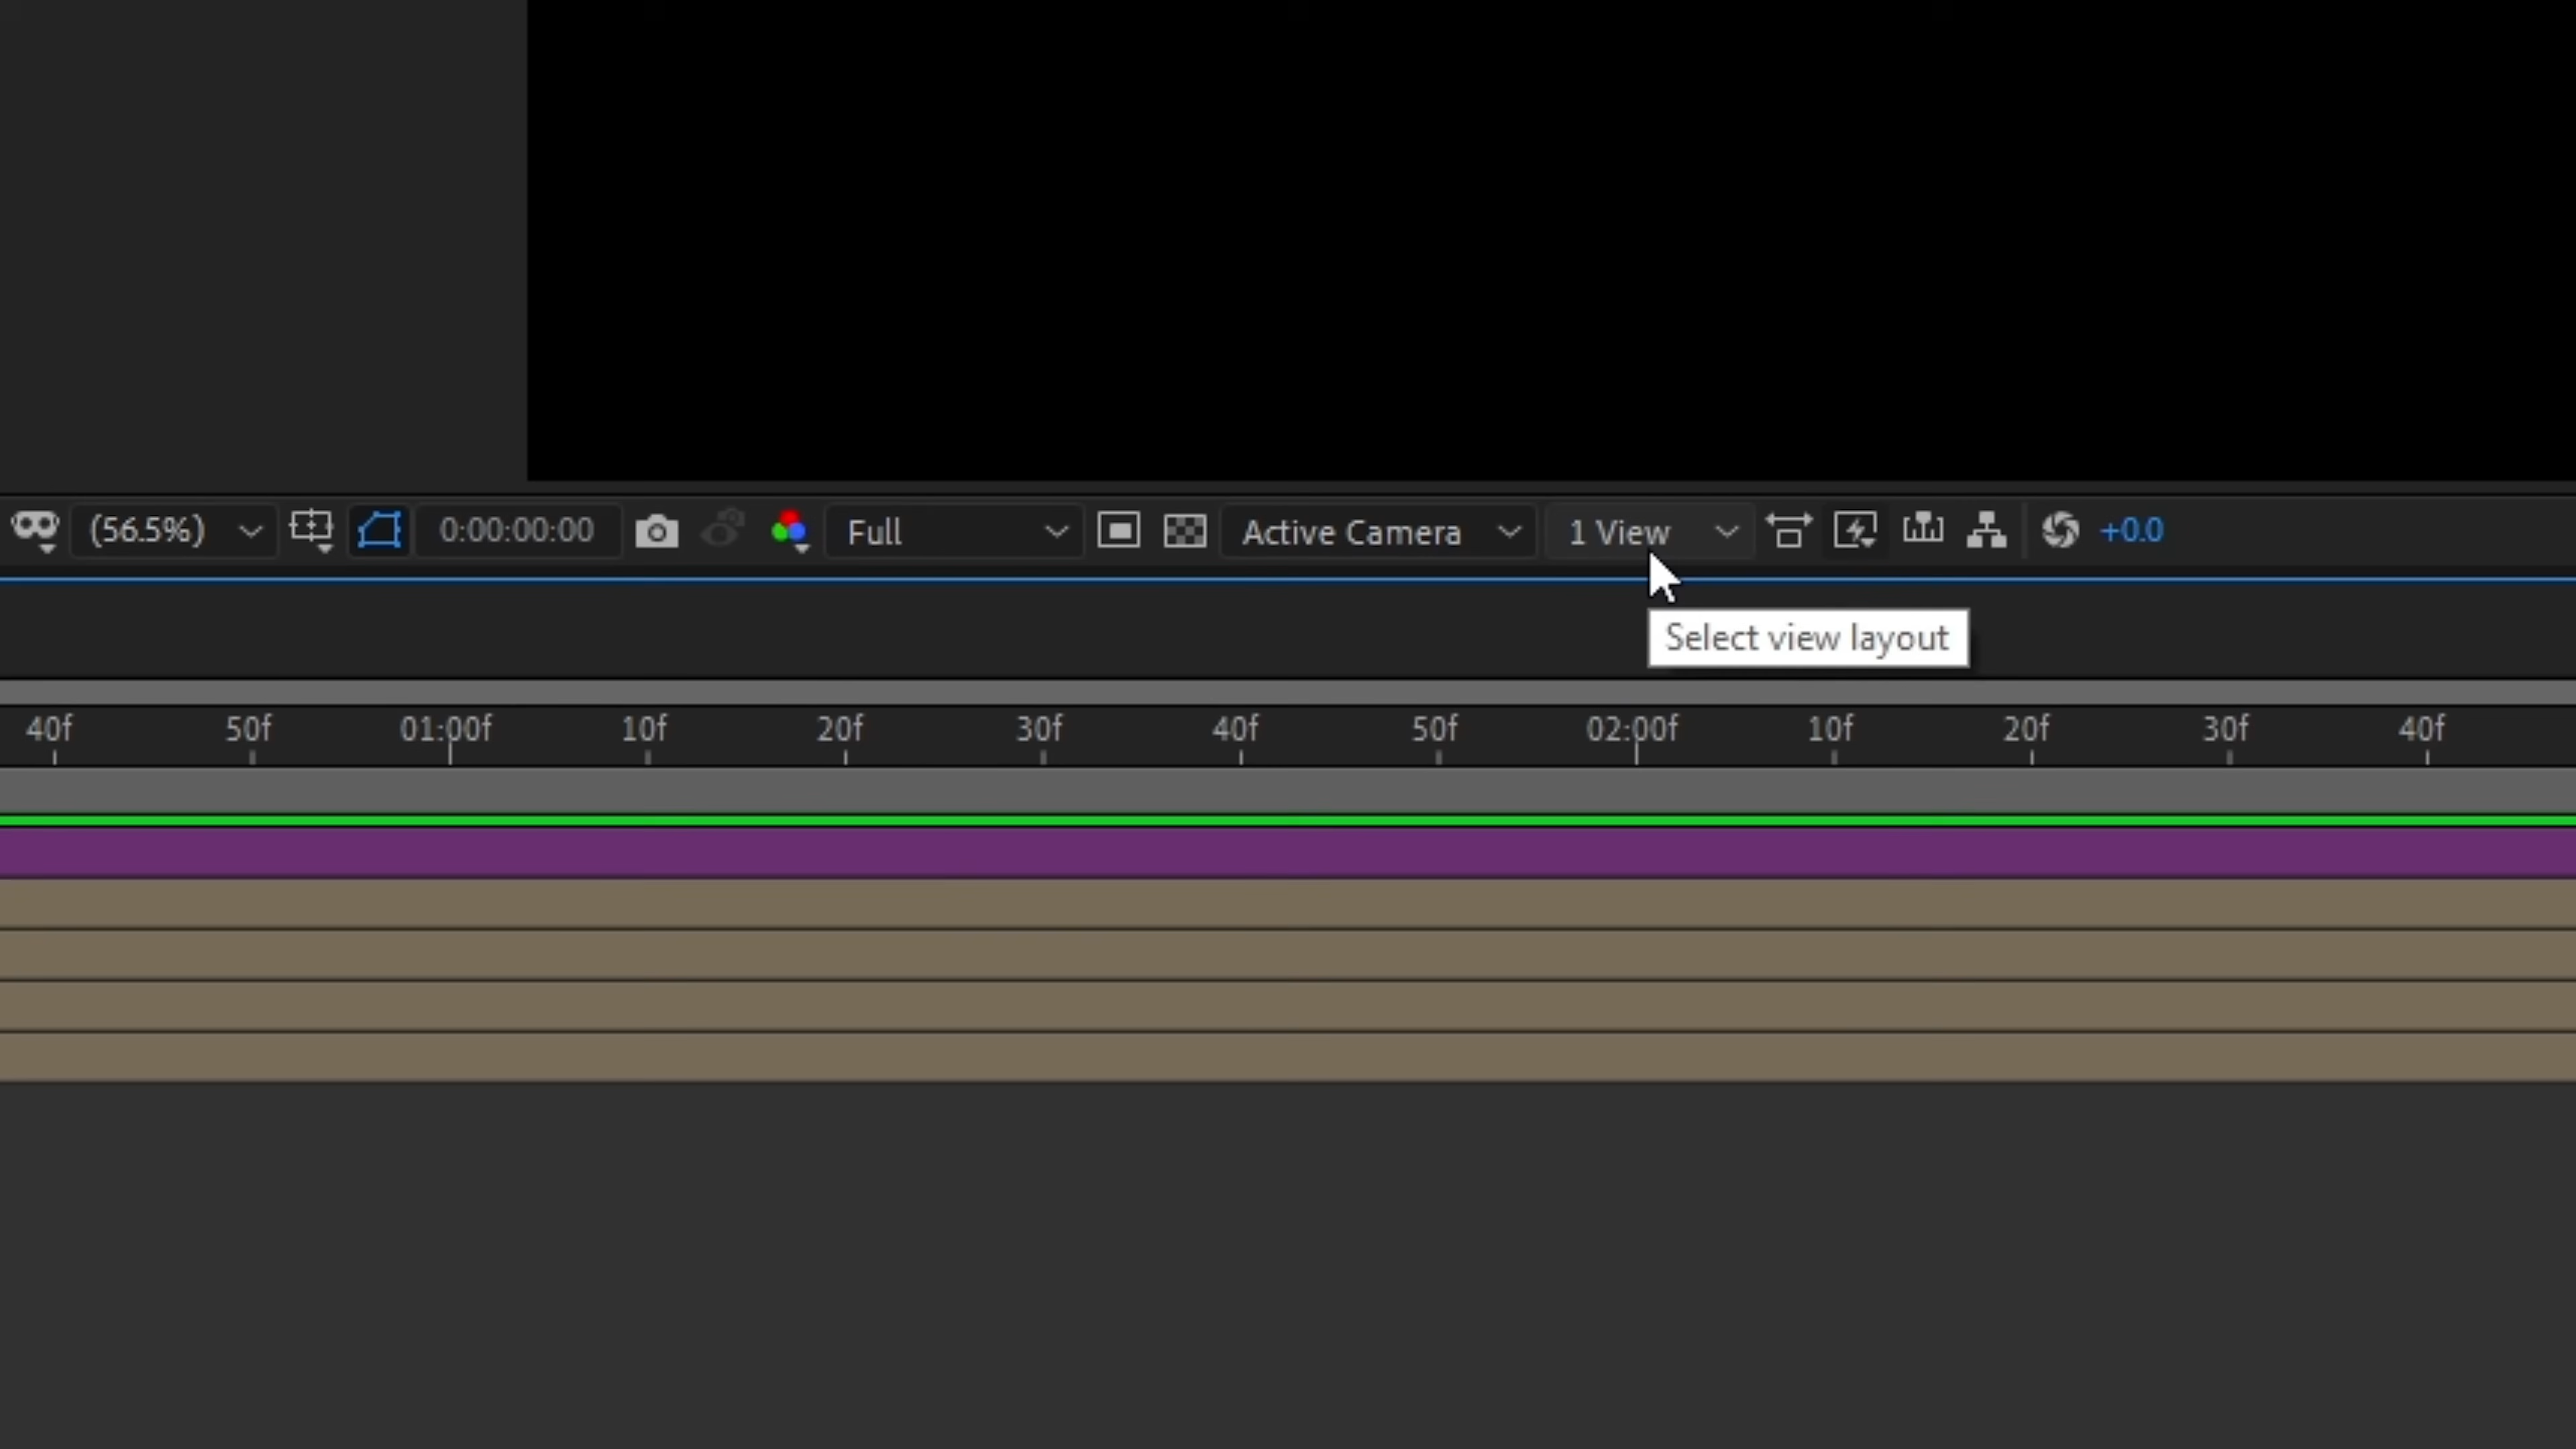 (56.5%) 0:00:00:00 Full Active Camera 1 View +0.0
Select view layout
40f 50f 01:00f 10f 20f 30f 40f 50f 02:00f 10f 20f 30f 40f